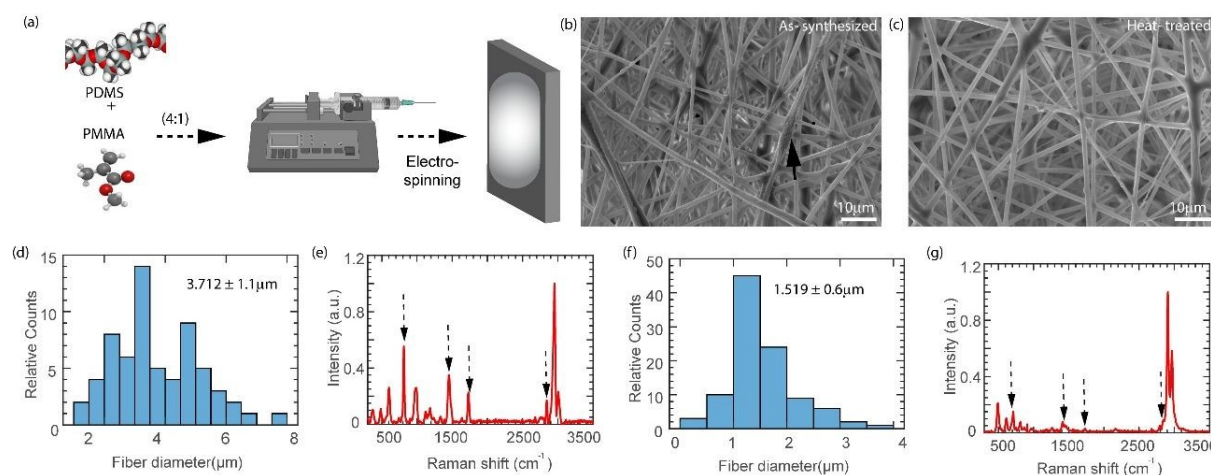 (a)
PDMS
+
PMMA
(4:1)
Electro-
spinning
(b)
As- synthesized
10μm
(c)
Heat- treated
10μm
(d)
15
10
5
0
Relative Counts
3.712 ± 1.1μm
2
4
6
8
Fiber diameter(μm)
(e)
1.2
0.8
0.4
0
Intensity (a.u.)
500
1500
2500
3500
Raman shift (cm⁻¹)
(f)
50
40
30
20
10
0
Relative Counts
1.519 ± 0.6μm
0
1
2
3
4
Fiber diameter(μm)
(g)
1.2
0.8
0.4
0
Intensity (a.u.)
500
1500
2500
3500
Raman shift (cm⁻¹)